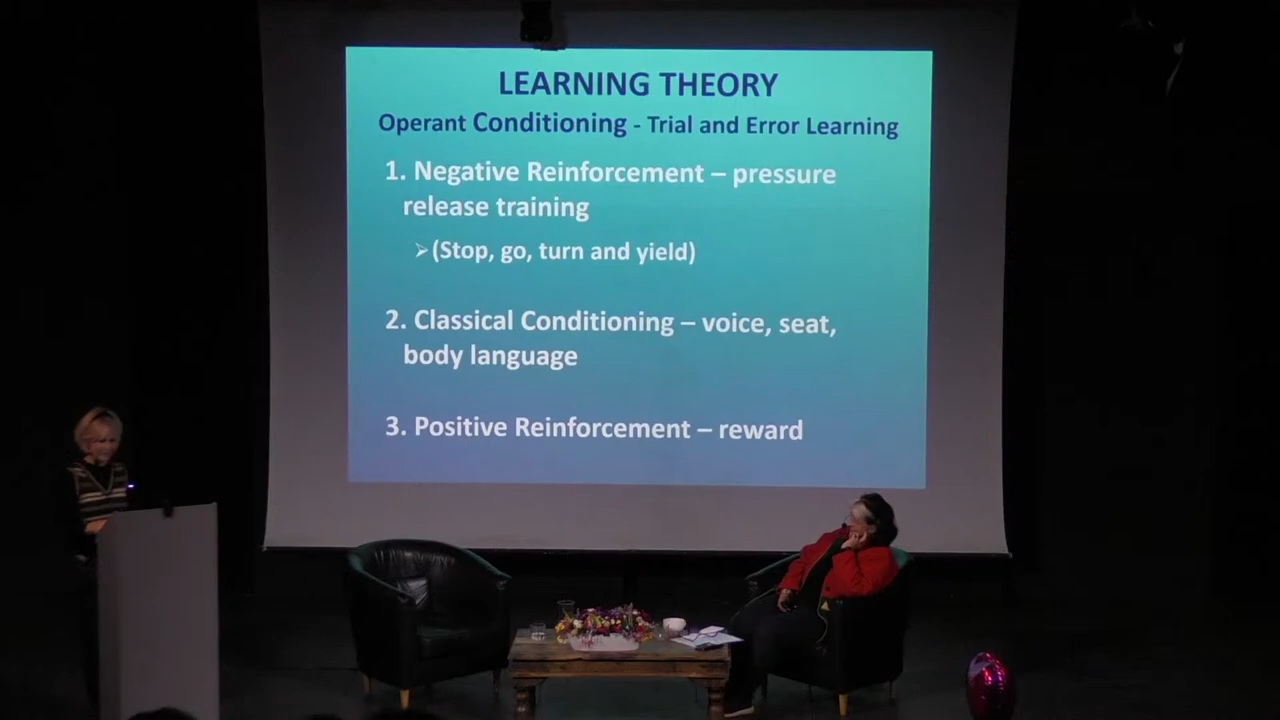 LEARNING THEORY
Operant Conditioning - Trial and Error Learning
1. Negative Reinforcement – pressure
release training
➢(Stop, go, turn and yield)
2. Classical Conditioning – voice, seat,
body language
3. Positive Reinforcement – reward